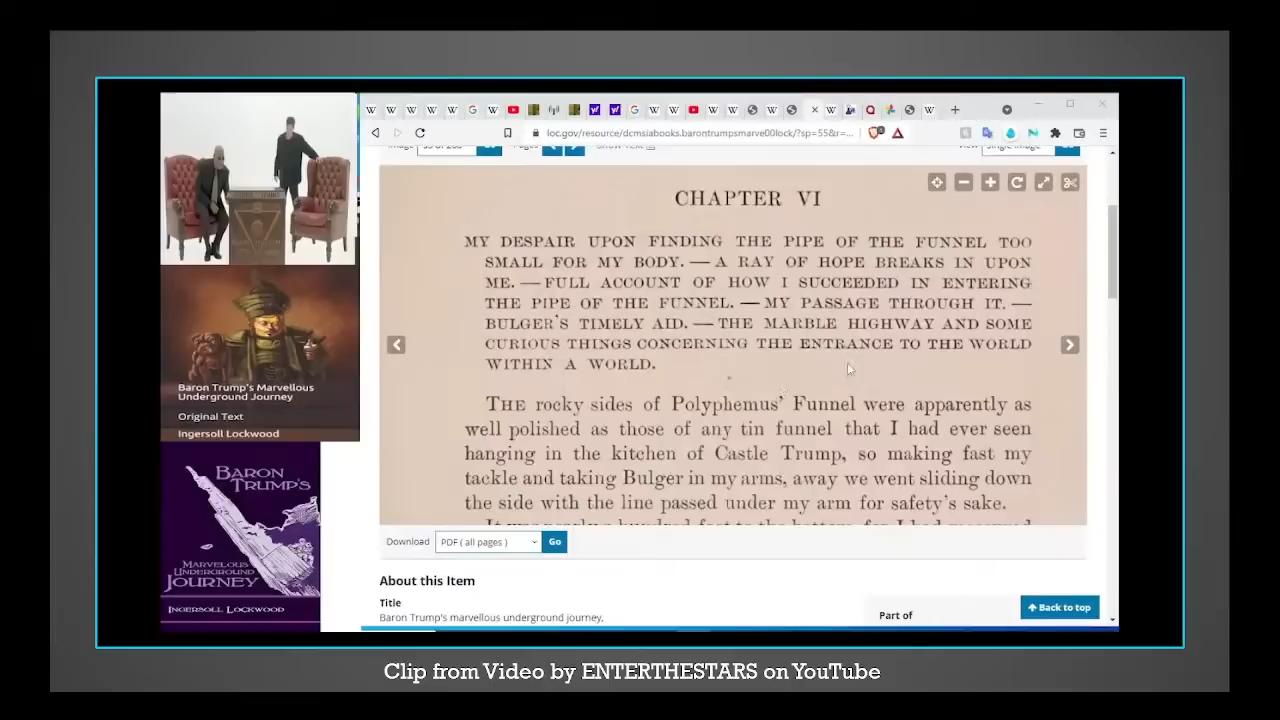 loc.gov/resource/dcmsiabooks.barontrumpsmarve00lock/?sp=55&r=...
CHAPTER VI
MY DESPAIR UPON FINDING THE PIPE OF THE FUNNEL TOO
SMALL FOR MY BODY. — A RAY OF HOPE BREAKS IN UPON
ME. — FULL ACCOUNT OF HOW I SUCCEEDED IN ENTERING
THE PIPE OF THE FUNNEL. — MY PASSAGE THROUGH IT. —
BULGER'S TIMELY AID. — THE MARBLE HIGHWAY AND SOME
CURIOUS THINGS CONCERNING THE ENTRANCE TO THE WORLD
WITHIN A WORLD.
THE rocky sides of Polyphemus' Funnel were apparently as
well polished as those of any tin funnel that I had ever seen
hanging in the kitchen of Castle Trump, so making fast my
tackle and taking Bulger in my arms, away we went sliding down
the side with the line passed under my arm for safety's sake.
Download PDF ( all pages ) Go
About this Item
Title
Baron Trump's marvellous underground journey,
Part of
Back to top
Baron Trump's Marvellous
Underground Journey
Original Text
Ingersoll Lockwood
BARON
TRUMP'S
MARVELOUS
UNDERGROUND
JOURNEY
INGERSOLL LOCKWOOD
Clip from Video by ENTERTHESTARS on YouTube